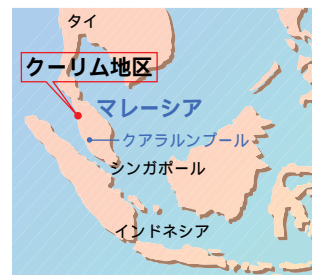 タイ
クーリム地区
マレーシア
クアラルンプール
シンガポール
インドネシア